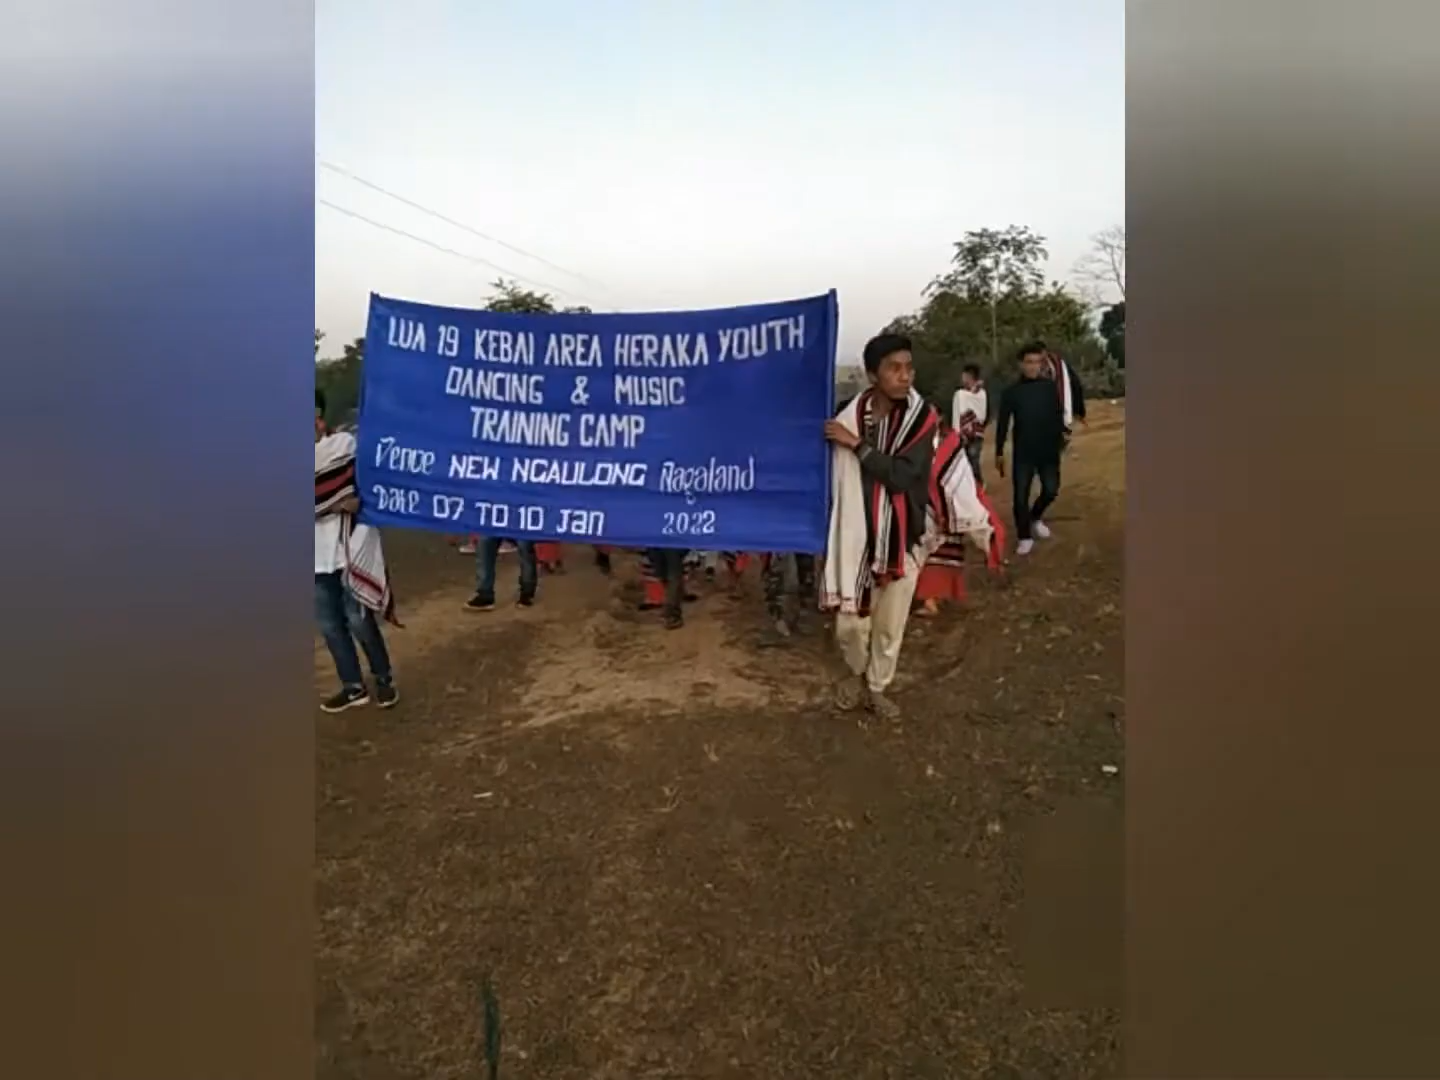 LUA 19 KEBAI AREA HERAKA YOUTH
DANCING & MUSIC
TRAINING CAMP
Venue NEW NGAULONG Nagaland
Date 07 TO 10 Jan 2022